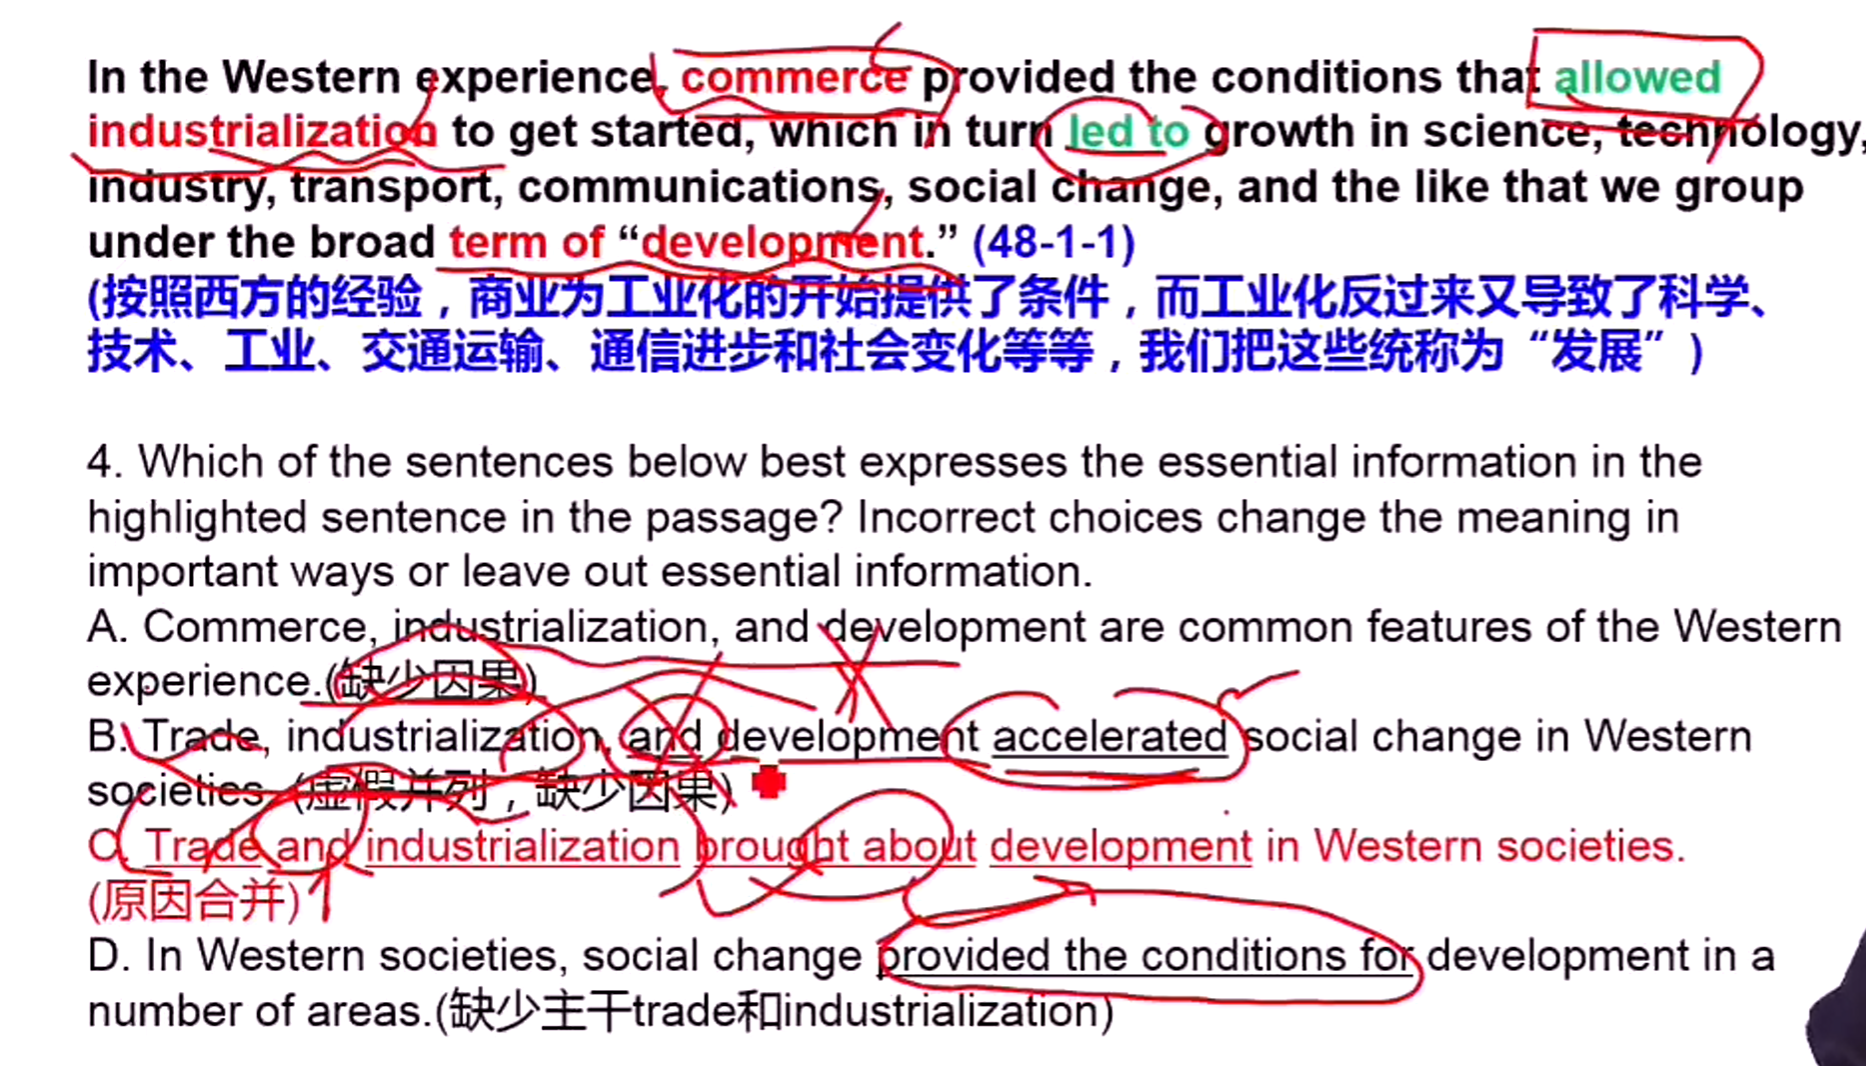 In the Western experience, commerce provided the conditions that allowed
industrialization to get started, which in turn led to growth in science, technology,
industry, transport, communications, social change, and the like that we group
under the broad term of “development.” (48-1-1)
(按照西方的经验，商业为工业化的开始提供了条件，而工业化反过来又导致了科学、
技术、工业、交通运输、通信进步和社会变化等等，我们把这些统称为“发展”)
4. Which of the sentences below best expresses the essential information in the
highlighted sentence in the passage? Incorrect choices change the meaning in
important ways or leave out essential information.
A. Commerce, industrialization, and development are common features of the Western
experience.(缺少因果)
B. Trade, industrialization, and development accelerated social change in Western
societies. (虚假并列，缺少因果)
C. Trade and industrialization brought about development in Western societies.
(原因合并)
D. In Western societies, social change provided the conditions for development in a
number of areas.(缺少主干trade和industrialization)